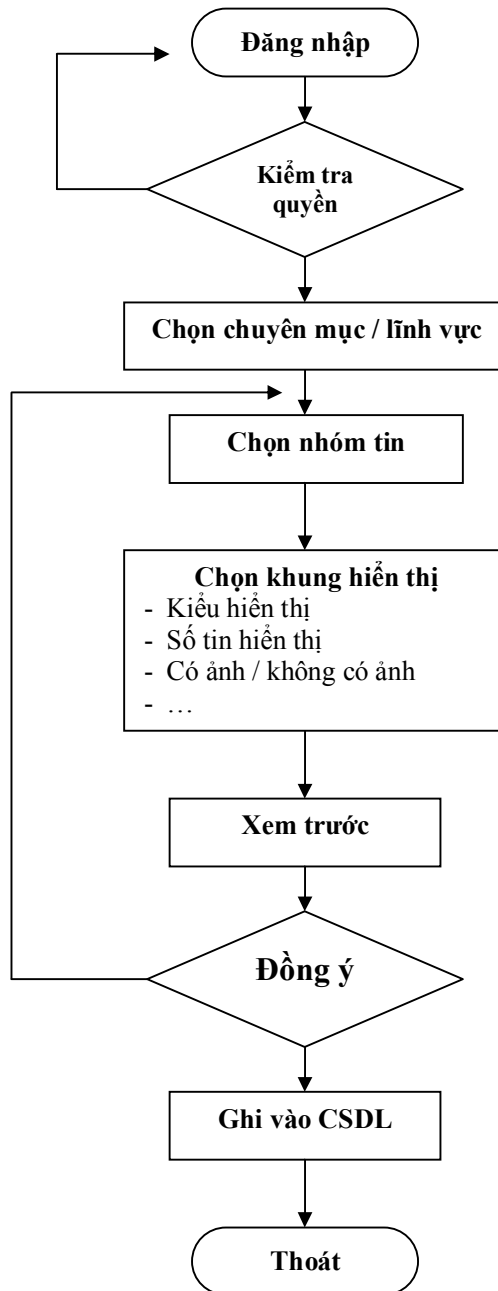 Đăng nhập
Kiểm tra
quyền
Chọn chuyên mục / lĩnh vực
Chọn nhóm tin
Chọn khung hiển thị
- Kiểu hiển thị
- Số tin hiển thị
- Có ảnh / không có ảnh
- …
Xem trước
Đồng ý
Ghi vào CSDL
Thoát